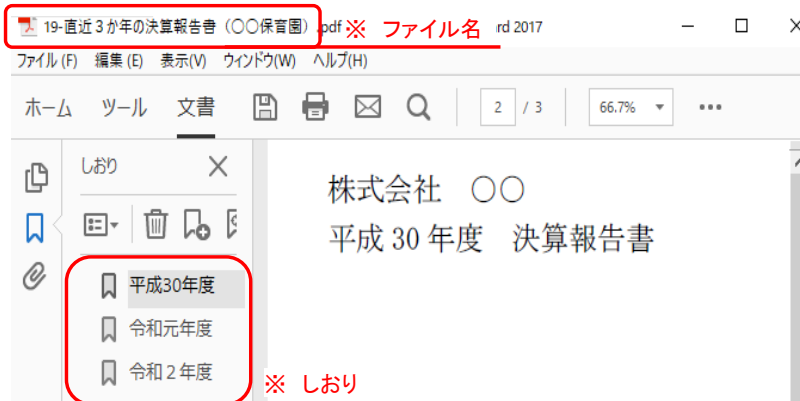 19-直近３か年の決算報告書（〇〇保育園）.pdf ※ ファイル名 rd 2017
ファイル(F) 編集(E) 表示(V) ウィンドウ(W) ヘルプ(H)
ホーム ツール 文書 2 / 3 66.7%
しおり
株式会社　〇〇
平成 30 年度　決算報告書
平成30年度
令和元年度
令和２年度
※ しおり